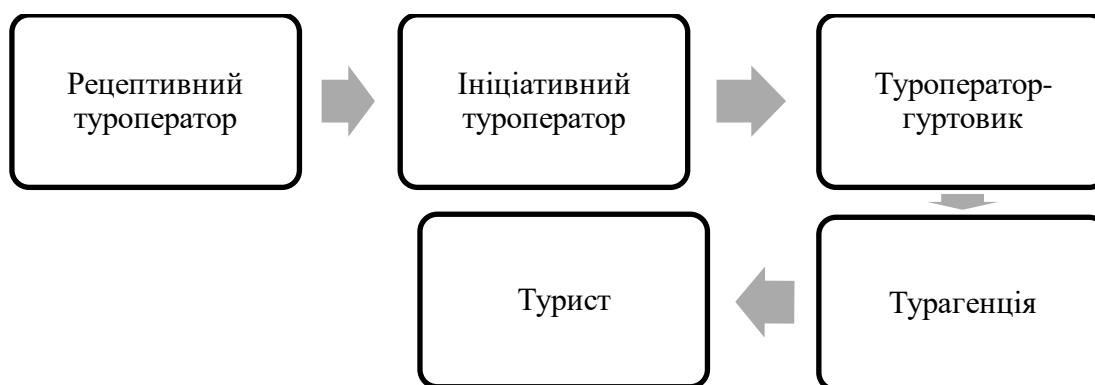 Рецептивний
туроператор
Ініціативний
туроператор
Туроператор-
гуртовик
Турагенція
Турист